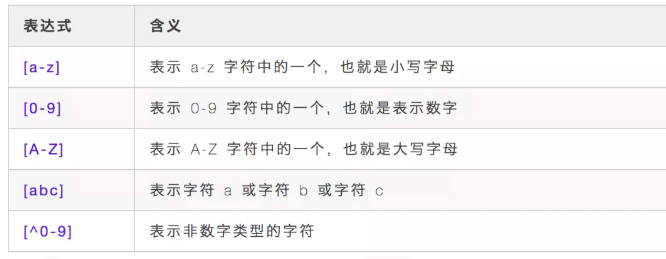 表达式 含义
[a-z] 表示 a-z 字符中的一个，也就是小写字母
[0-9] 表示 0-9 字符中的一个，也就是表示数字
[A-Z] 表示 A-Z 字符中的一个，也就是大写字母
[abc] 表示字符 a 或字符 b 或字符 c
[^0-9] 表示非数字类型的字符